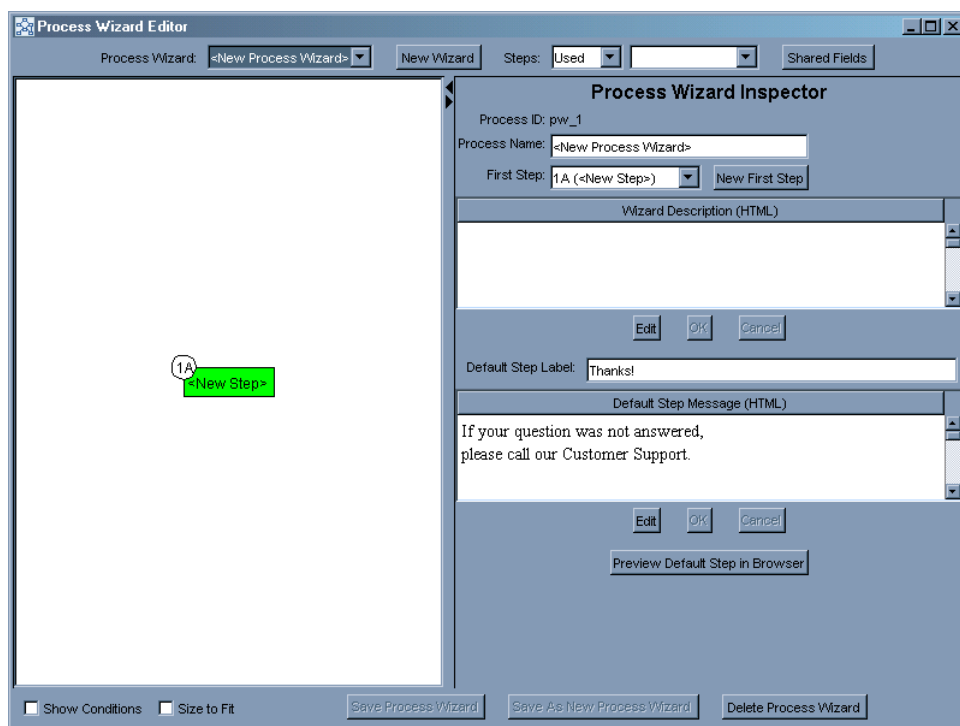 Process Wizard Editor
Process Wizard: <New Process Wizard> New Wizard Steps: Used Shared Fields
Process Wizard Inspector
Process ID: pw_1
Process Name: <New Process Wizard>
First Step: 1A (<New Step>) New First Step
Wizard Description (HTML)
Edit OK Cancel
1A
<New Step>
Default Step Label: Thanks!
Default Step Message (HTML)
If your question was not answered,
please call our Customer Support.
Edit OK Cancel
Preview Default Step in Browser
Show Conditions Size to Fit Save Process Wizard Save As New Process Wizard Delete Process Wizard